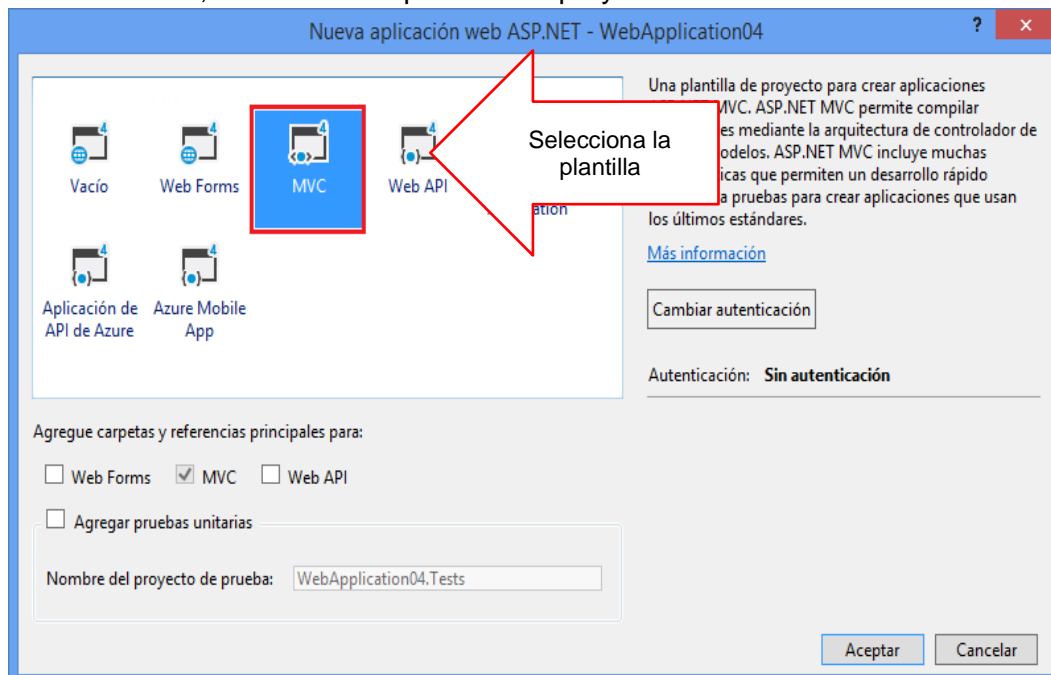 Nueva aplicación web ASP.NET - WebApplication04
?
Vacío
Web Forms
MVC
Web API
Aplicación de
API de Azure
Azure Mobile
App
Selecciona la
plantilla
Una plantilla de proyecto para crear aplicaciones
MVC. ASP.NET MVC permite compilar
es mediante la arquitectura de controlador de
odelos. ASP.NET MVC incluye muchas
icas que permiten un desarrollo rápido
a pruebas para crear aplicaciones que usan
los últimos estándares.
Más información
Cambiar autenticación
Autenticación: Sin autenticación
Agregue carpetas y referencias principales para:
Web Forms MVC Web API
Agregar pruebas unitarias
Nombre del proyecto de prueba: WebApplication04.Tests
Aceptar Cancelar